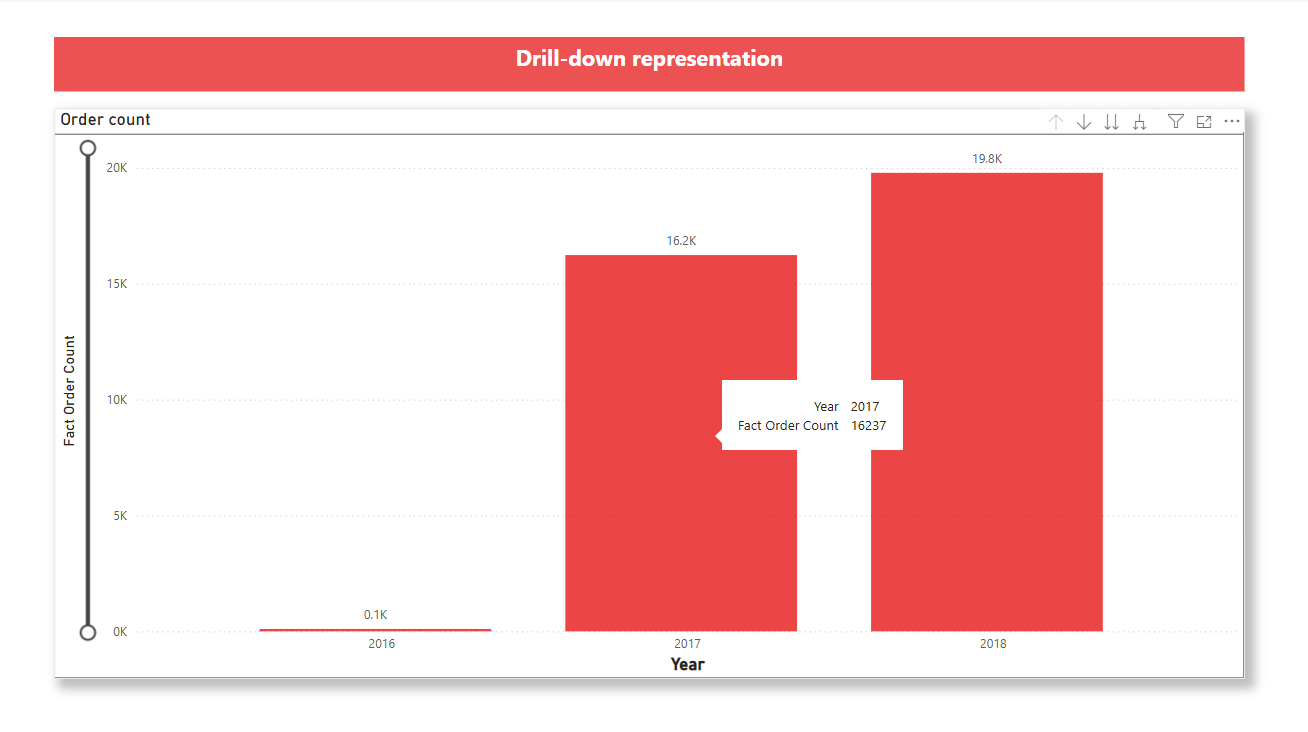 Drill-down representation
Order count
20K
19.8K
16.2K
15K
Fact Order Count
10K
Year 2017
Fact Order Count 16237
5K
0.1K
0K
2016 2017 2018
Year